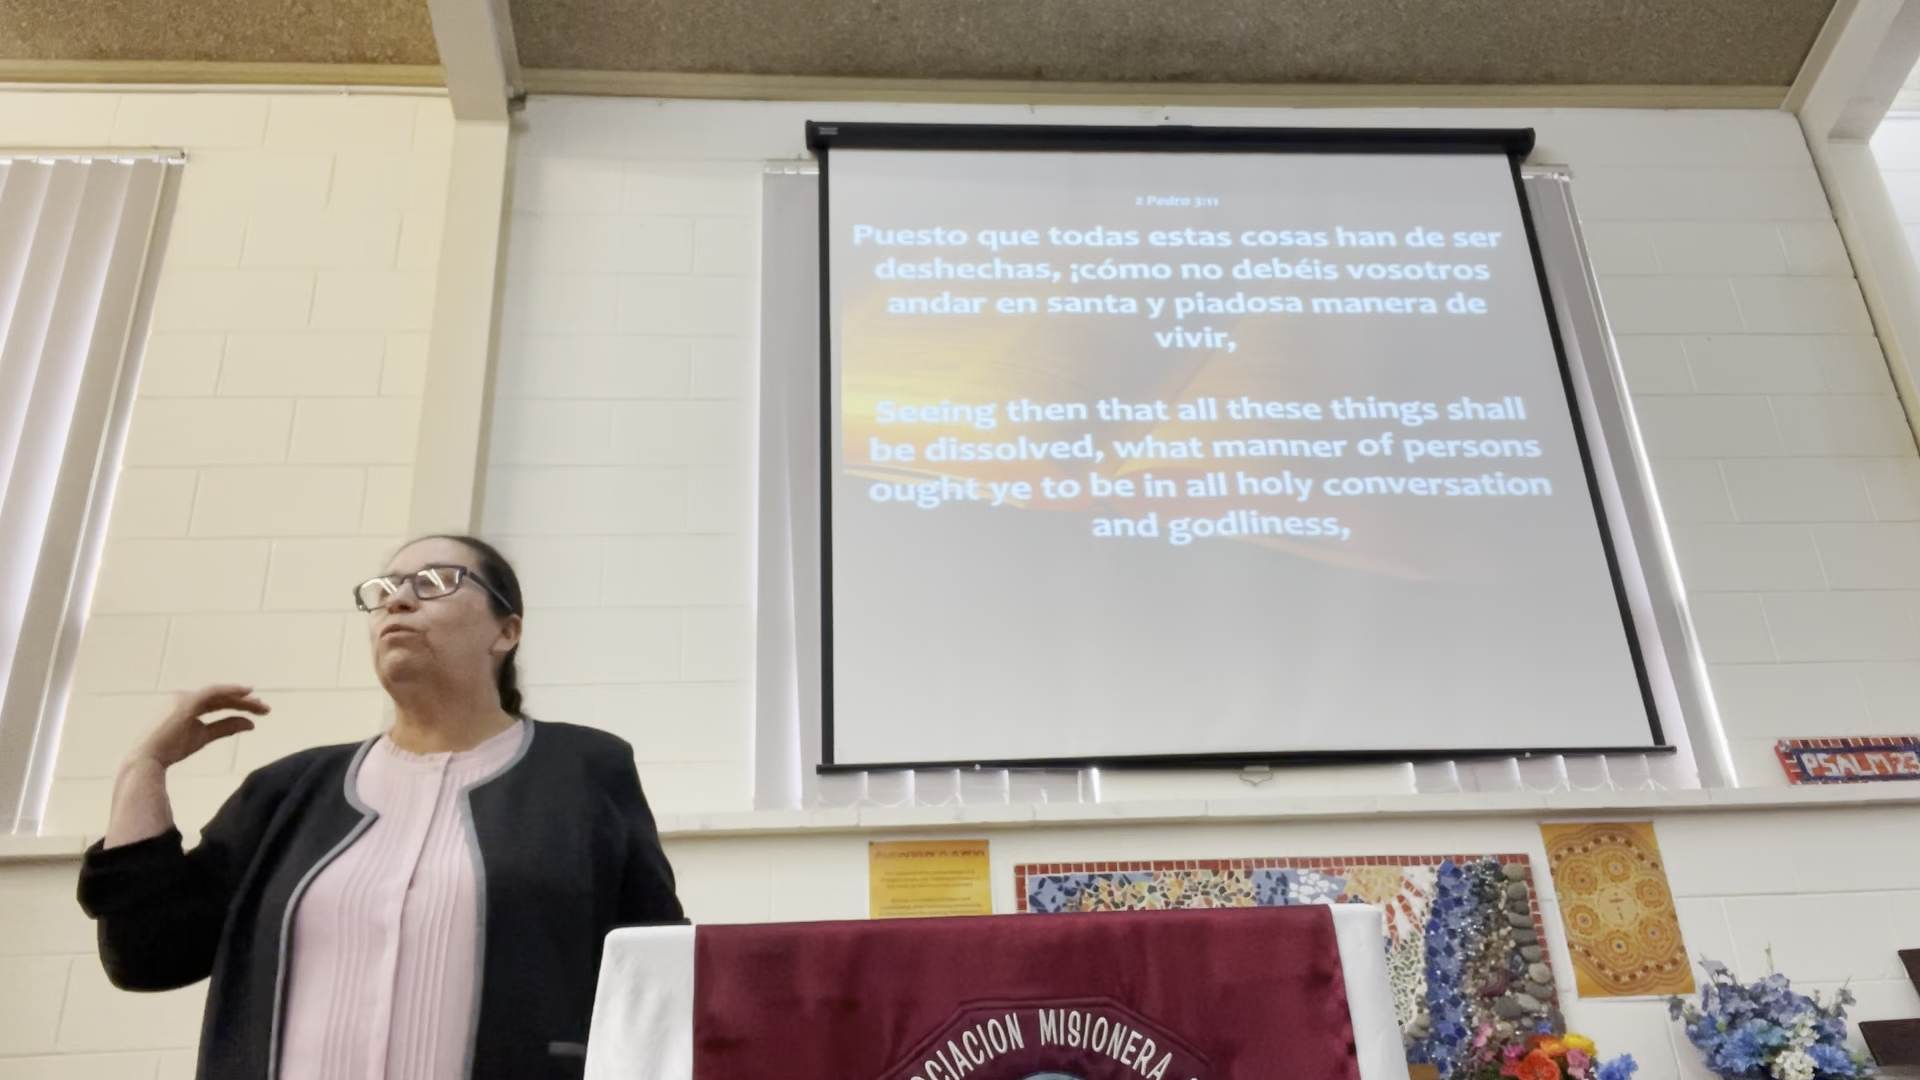 2 Pedro 3:11
Puesto que todas estas cosas han de ser
deshechas, ¡cómo no debéis vosotros
andar en santa y piadosa manera de
vivir,
Seeing then that all these things shall
be dissolved, what manner of persons
ought ye to be in all holy conversation
and godliness,
PSALM 23
OCIACION MISIONERA